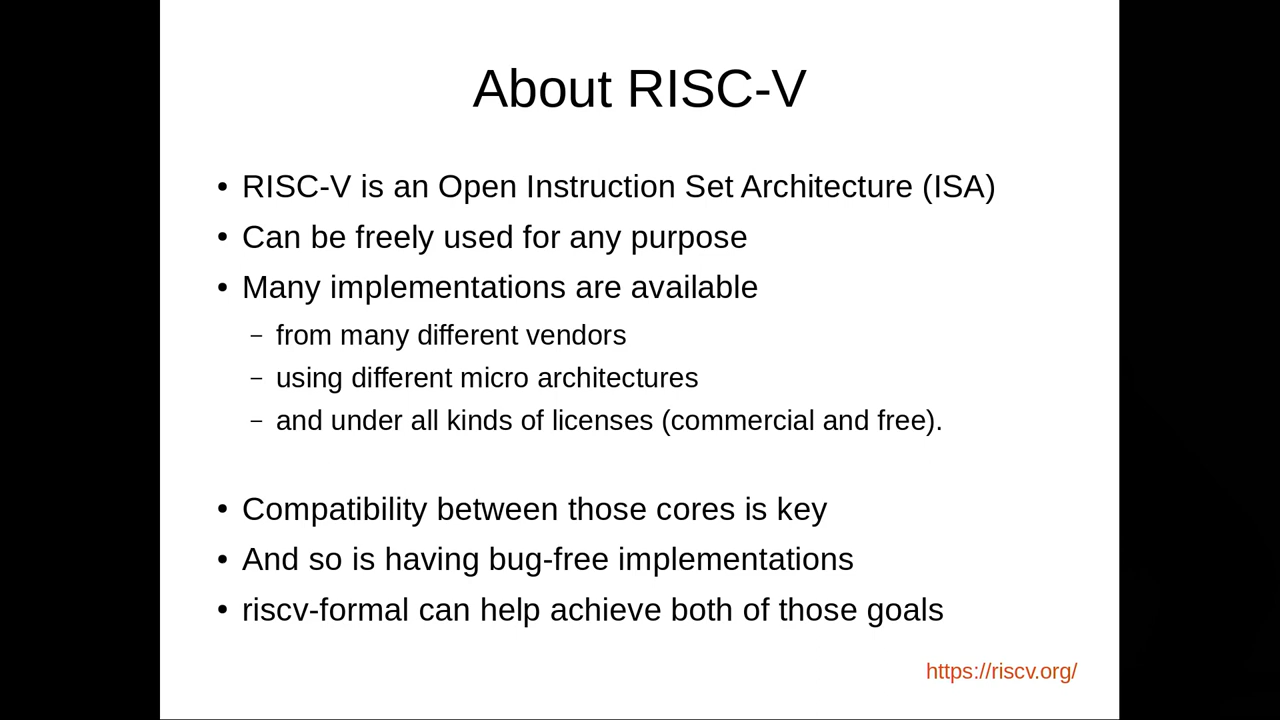 About RISC-V
• RISC-V is an Open Instruction Set Architecture (ISA)
• Can be freely used for any purpose
• Many implementations are available
– from many different vendors
– using different micro architectures
– and under all kinds of licenses (commercial and free).
• Compatibility between those cores is key
• And so is having bug-free implementations
• riscv-formal can help achieve both of those goals
https://riscv.org/